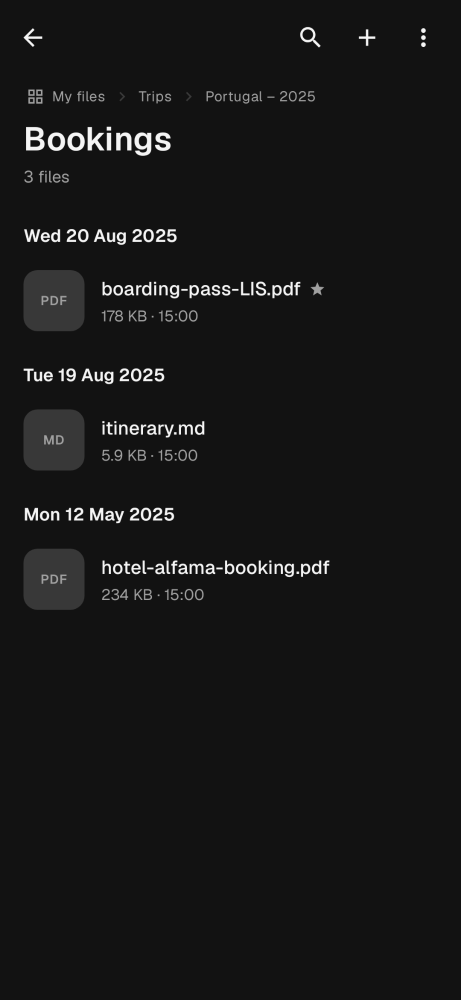 My files Trips Portugal – 2025
Bookings
3 files
Wed 20 Aug 2025
PDF
boarding-pass-LIS.pdf
178 KB · 15:00
Tue 19 Aug 2025
MD
itinerary.md
5.9 KB · 15:00
Mon 12 May 2025
PDF
hotel-alfama-booking.pdf
234 KB · 15:00